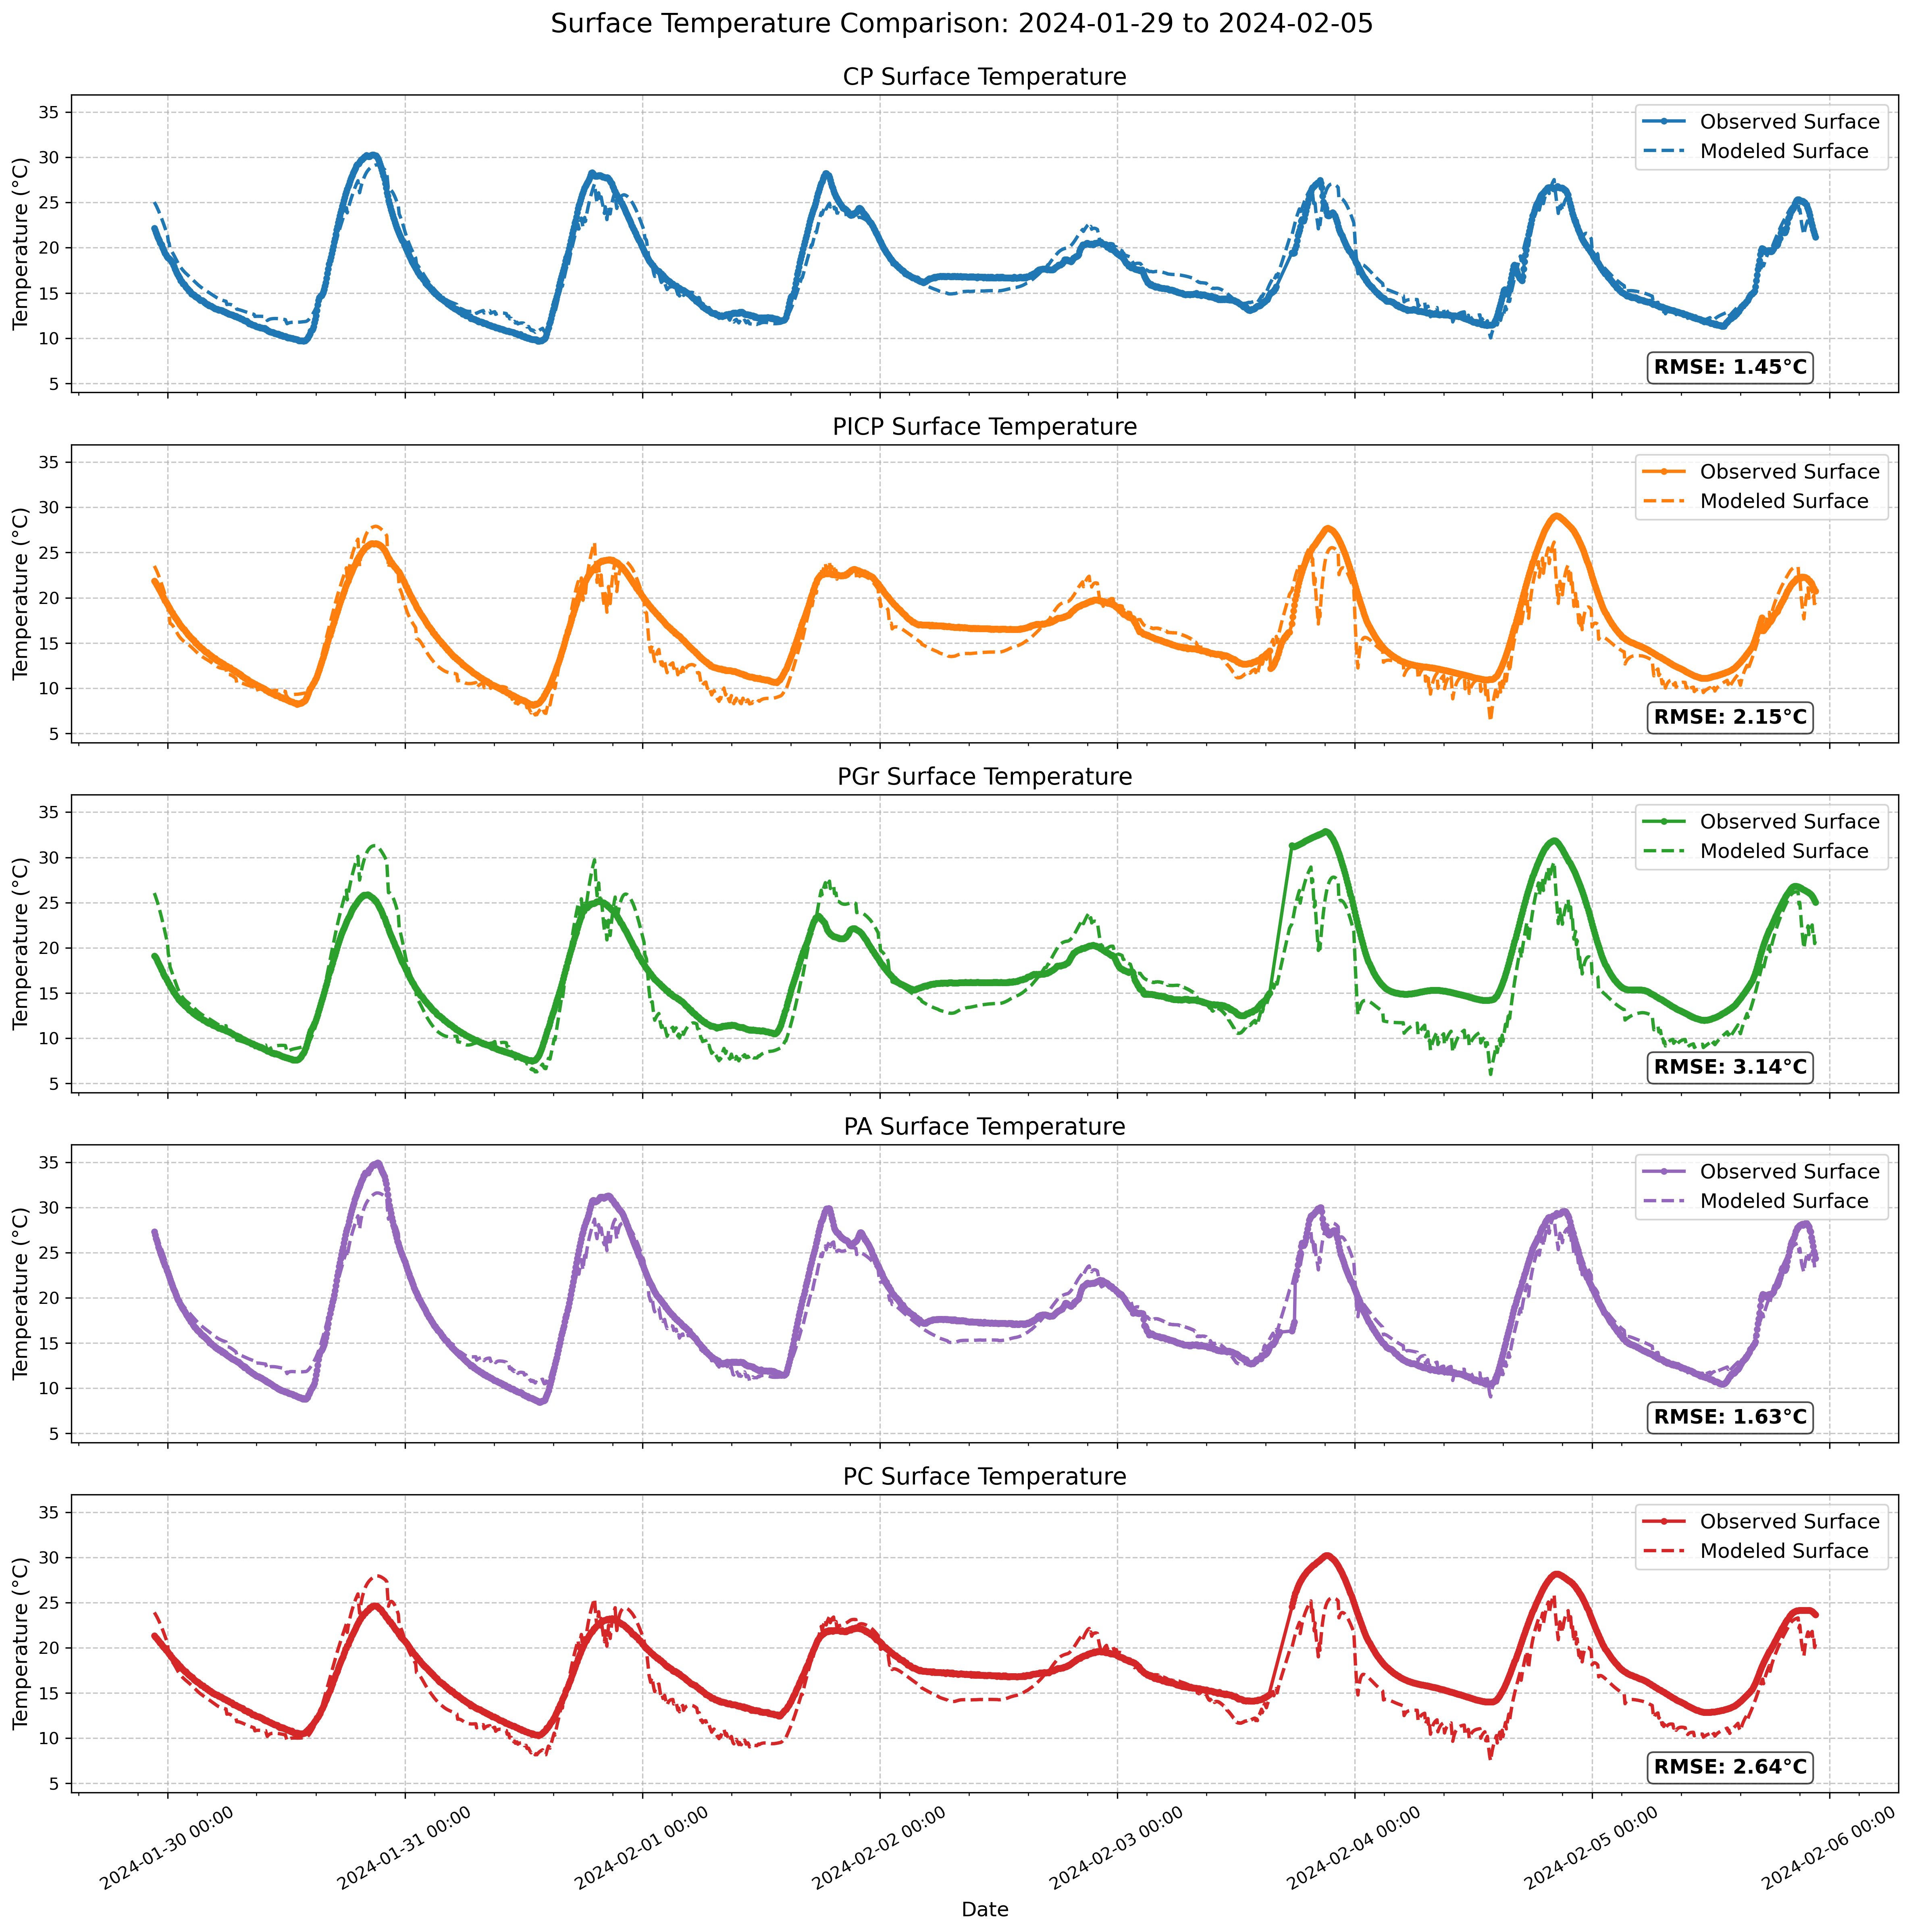 Surface Temperature Comparison: 2024-01-29 to 2024-02-05
CP Surface Temperature
Temperature (°C)
35
30
25
20
15
10
5
Observed Surface
Modeled Surface
RMSE: 1.45°C
PICP Surface Temperature
Temperature (°C)
35
30
25
20
15
10
5
Observed Surface
Modeled Surface
RMSE: 2.15°C
PGr Surface Temperature
Temperature (°C)
35
30
25
20
15
10
5
Observed Surface
Modeled Surface
RMSE: 3.14°C
PA Surface Temperature
Temperature (°C)
35
30
25
20
15
10
5
Observed Surface
Modeled Surface
RMSE: 1.63°C
PC Surface Temperature
Temperature (°C)
35
30
25
20
15
10
5
Observed Surface
Modeled Surface
RMSE: 2.64°C
2024-01-30 00:00
2024-01-31 00:00
2024-02-01 00:00
2024-02-02 00:00
2024-02-03 00:00
2024-02-04 00:00
2024-02-05 00:00
2024-02-06 00:00
Date